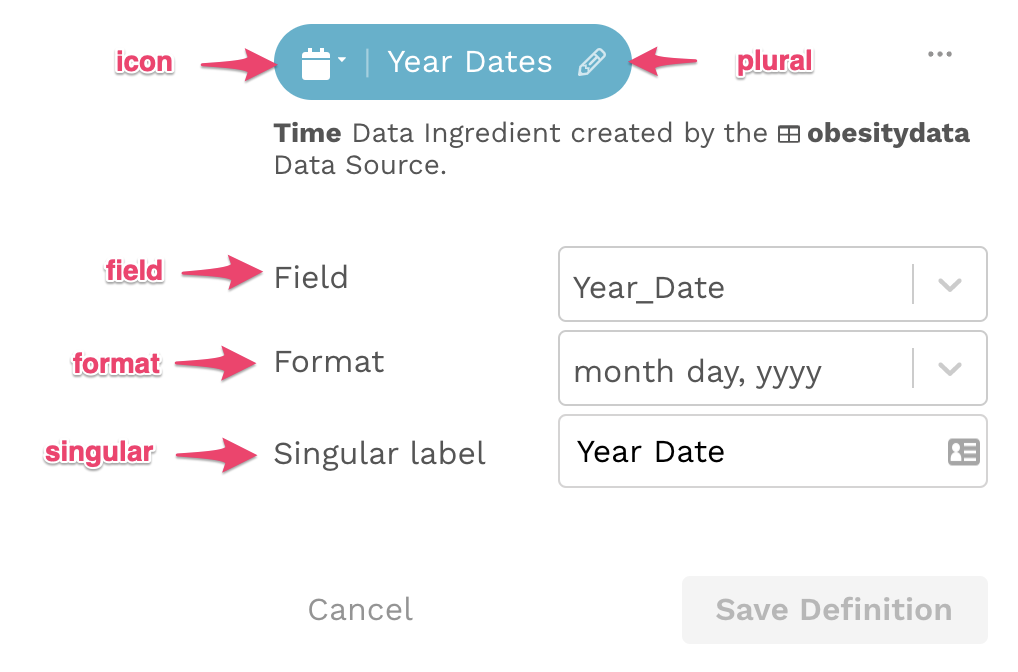 icon
Year Dates
plural
Time Data Ingredient created by the obesitydata
Data Source.
field
Field
Year_Date
format
Format
month day, yyyy
singular
Singular label
Year Date
Cancel
Save Definition